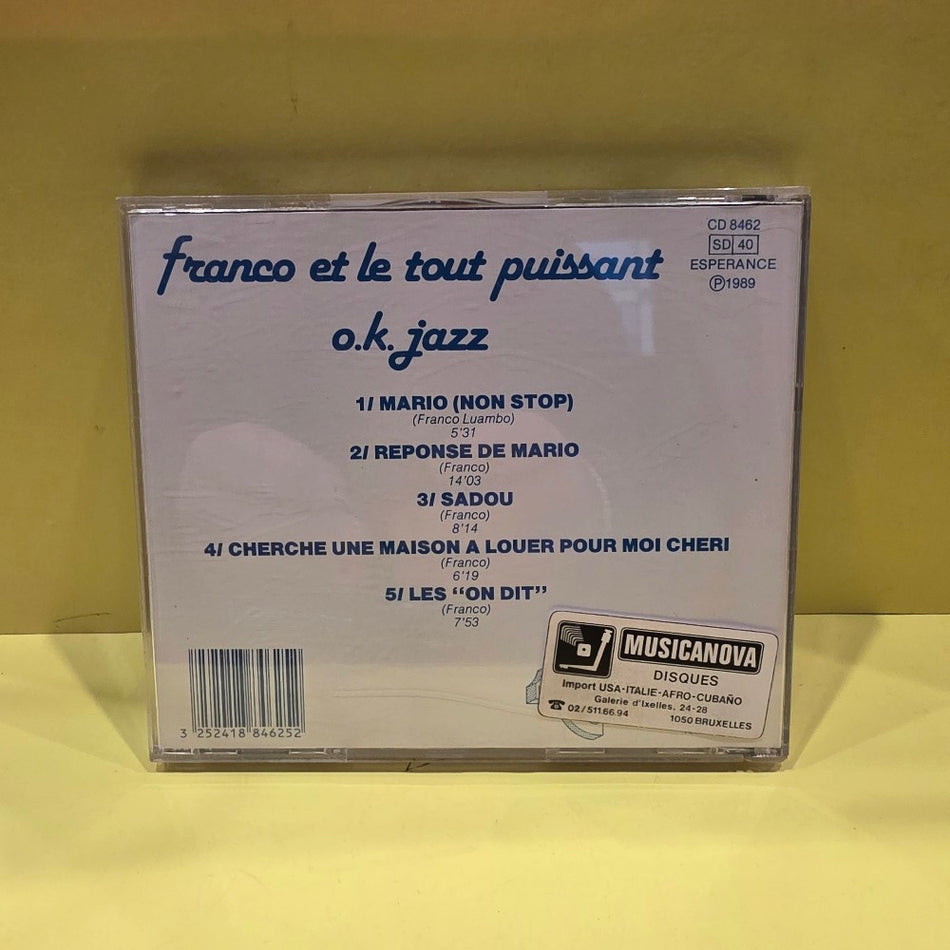 franco et le tout puissant
o.k. jazz
CD 8462
SD 40
ESPERANCE
Ⓟ1989
1/ MARIO (NON STOP)
(Franco Luambo)
5'31
2/ REPONSE DE MARIO
(Franco)
14'03
3/ SADOU
(Franco)
8'14
4/ CHERCHE UNE MAISON A LOUER POUR MOI CHERI
(Franco)
6'19
5/ LES “ON DIT”
(Franco)
7'53
3 252418 846252
MUSICANOVA
DISQUES
Import USA-ITALIE-AFRO-CUBAÑO
Galerie d'Ixelles, 24-28
☎ 02/511.66.94 1050 BRUXELLES